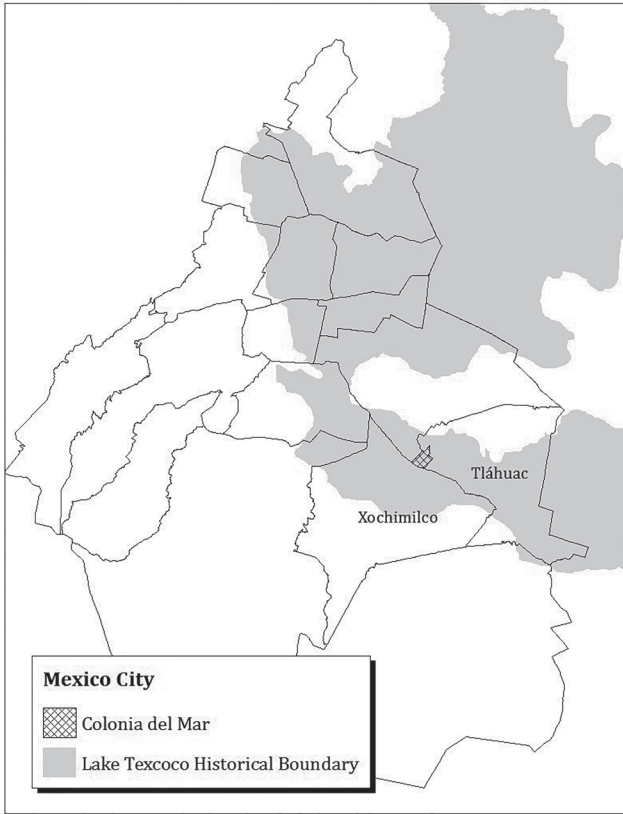 Tláhuac
Xochimilco
Mexico City
Colonia del Mar
Lake Texcoco Historical Boundary